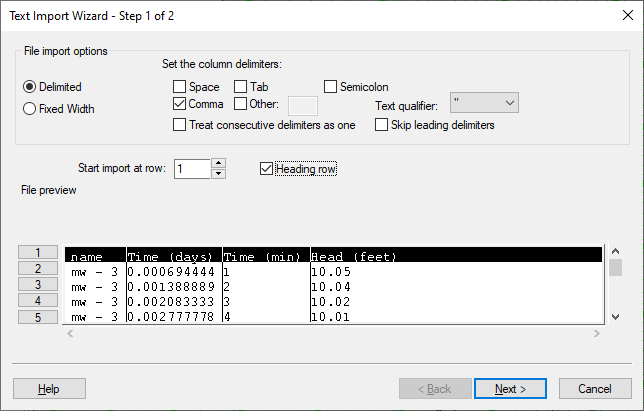 Text Import Wizard - Step 1 of 2
File import options
Set the column delimiters:
Delimited
Space
Tab
Semicolon
Fixed Width
Comma
Other:
Text qualifier:
"
Treat consecutive delimiters as one
Skip leading delimiters
Start import at row:
1
Heading row
File preview
1 name Time (days) Time (min) Head (feet)
2 mw - 3 0.000694444 1 10.05
3 mw - 3 0.001388889 2 10.04
4 mw - 3 0.002083333 3 10.02
5 mw - 3 0.002777778 4 10.01
Help
< Back
Next >
Cancel